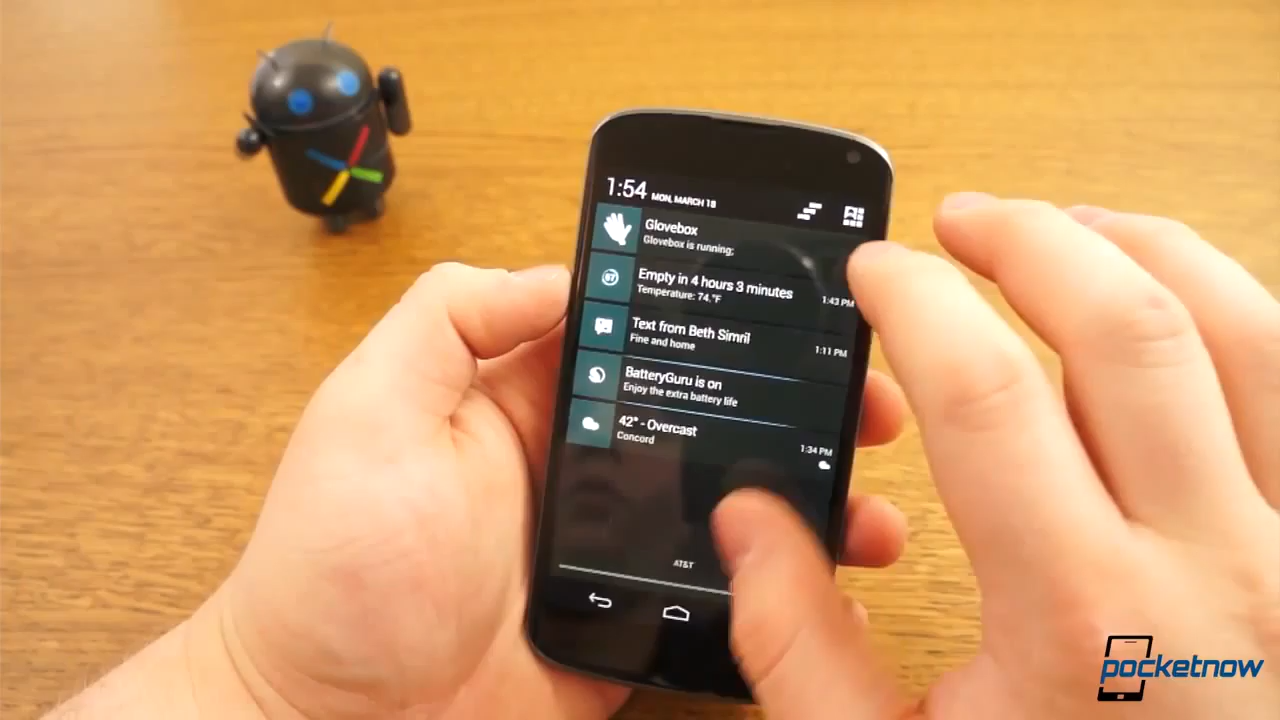 1:54 MON, MARCH 18
Glovebox
Glovebox is running;
Empty in 4 hours 3 minutes
Temperature: 74.°F
1:43 PM
Text from Beth Simril
Fine and home
1:11 PM
BatteryGuru is on
Enjoy the extra battery life
42° - Overcast
Concord
1:34 PM
AT&T
pocketnow